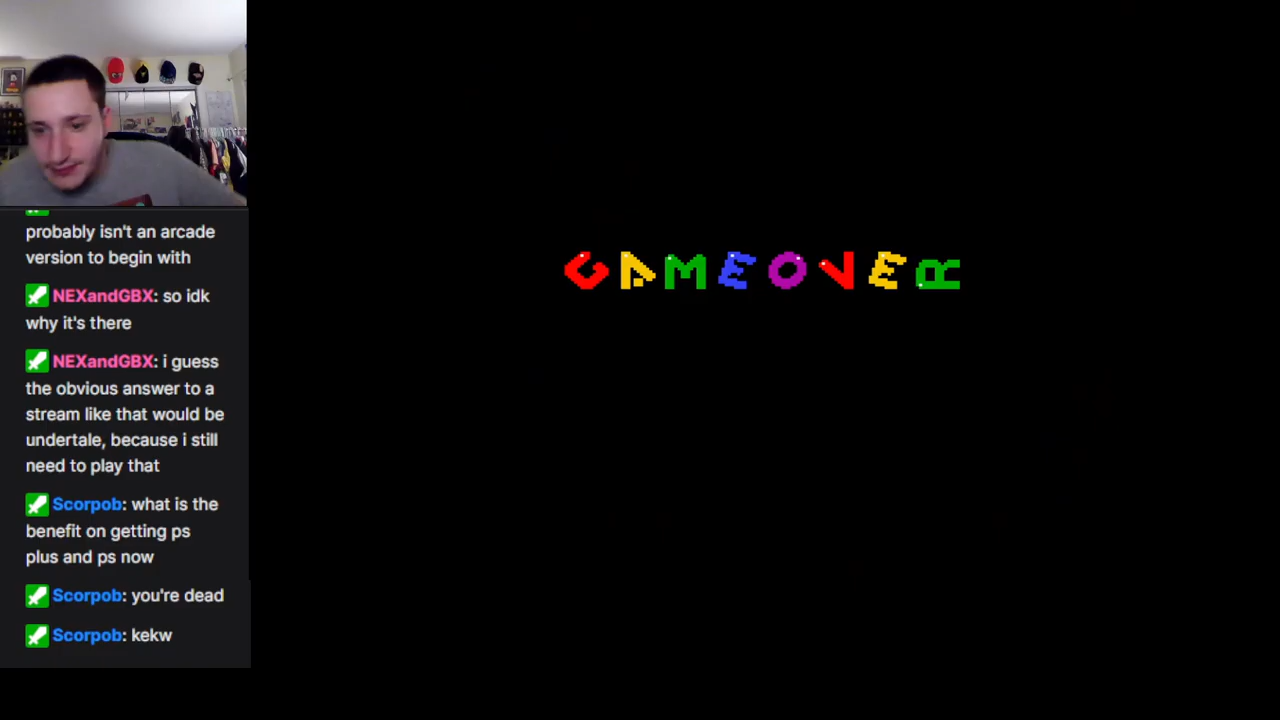 probably isn't an arcade
version to begin with
NEXandGBX: so idk
why it's there
NEXandGBX: i guess
the obvious answer to a
stream like that would be
undertale, because i still
need to play that
Scorpob: what is the
benefit on getting ps
plus and ps now
Scorpob: you're dead
Scorpob: kekw
GAMEOVER